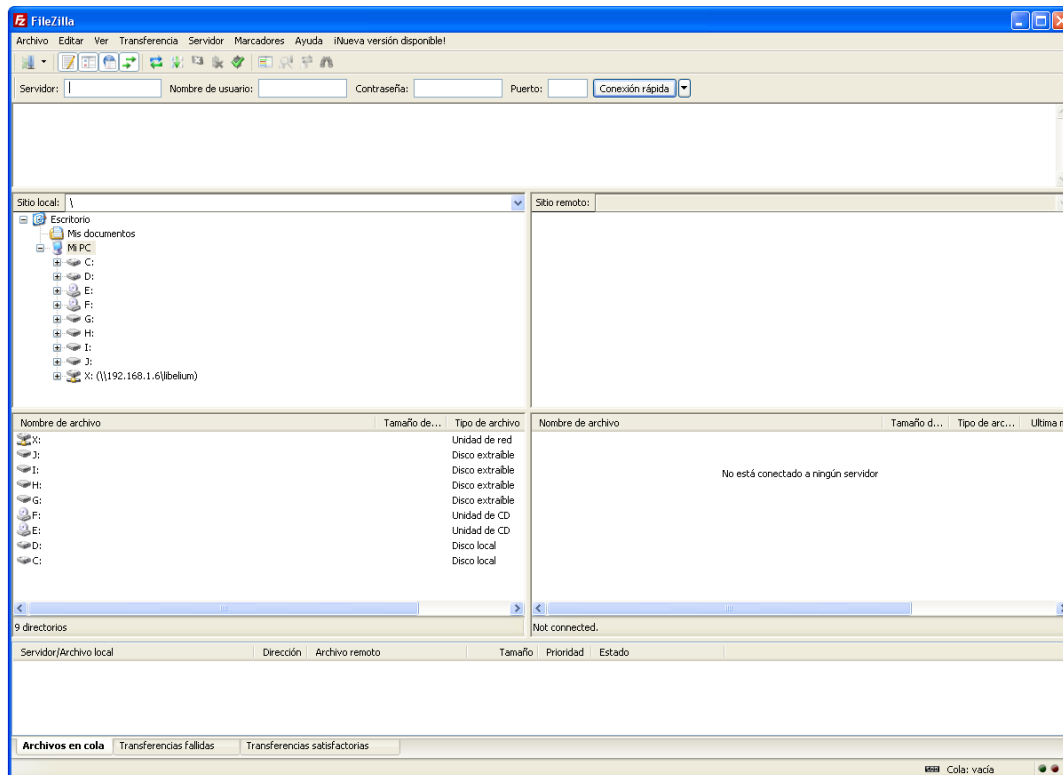 FileZilla
Archivo Editar Ver Transferencia Servidor Marcadores Ayuda ¡Nueva versión disponible!
Servidor: Nombre de usuario: Contraseña: Puerto: Conexión rápida
Sitio local: \
Sitio remoto:
Escritorio
Mis documentos
Mi PC
C:
D:
E:
F:
G:
H:
I:
J:
X: (\\192.168.1.6\libelium)
Nombre de archivo Tamaño de... Tipo de archivo
X: Unidad de red
J: Disco extraíble
I: Disco extraíble
H: Disco extraíble
G: Disco extraíble
F: Unidad de CD
E: Unidad de CD
D: Disco local
C: Disco local
9 directorios
Nombre de archivo Tamaño d... Tipo de arc... Ultima
No está conectado a ningún servidor
Not connected.
Servidor/Archivo local Dirección Archivo remoto Tamaño Prioridad Estado
Archivos en cola Transferencias fallidas Transferencias satisfactorias
Cola: vacía